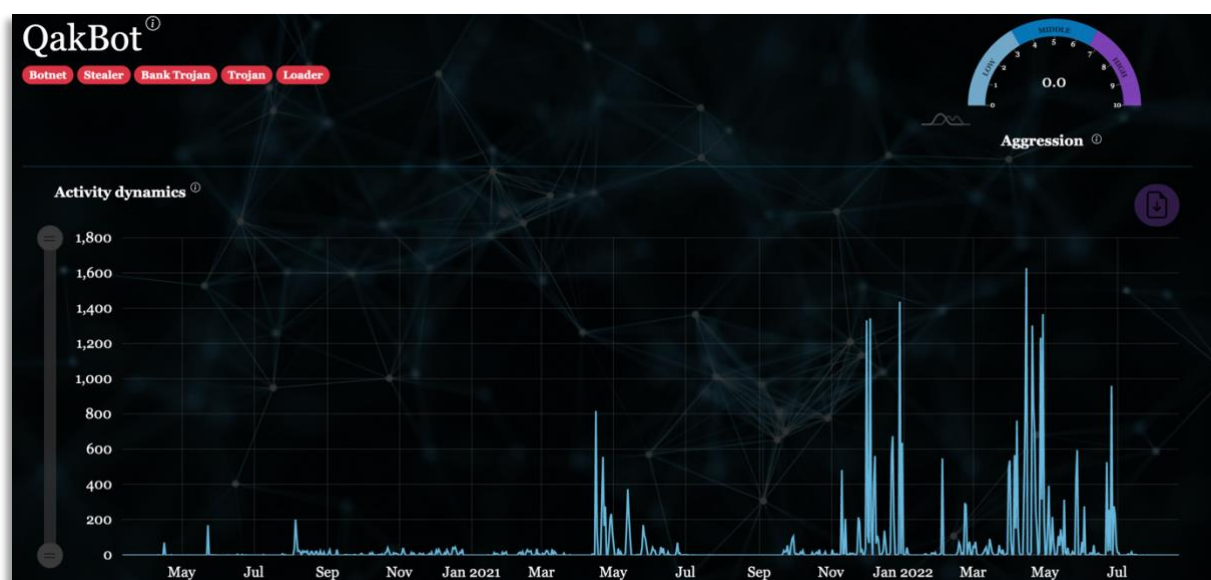 QakBot
Botnet Stealer Bank Trojan Trojan Loader
LOW MIDDLE HIGH
0 1 2 3 4 5 6 7 8 9 10
0.0
Aggression
Activity dynamics
1,800
1,600
1,400
1,200
1,000
800
600
400
200
0
May Jul Sep Nov Jan 2021 Mar May Jul Sep Nov Jan 2022 Mar May Jul